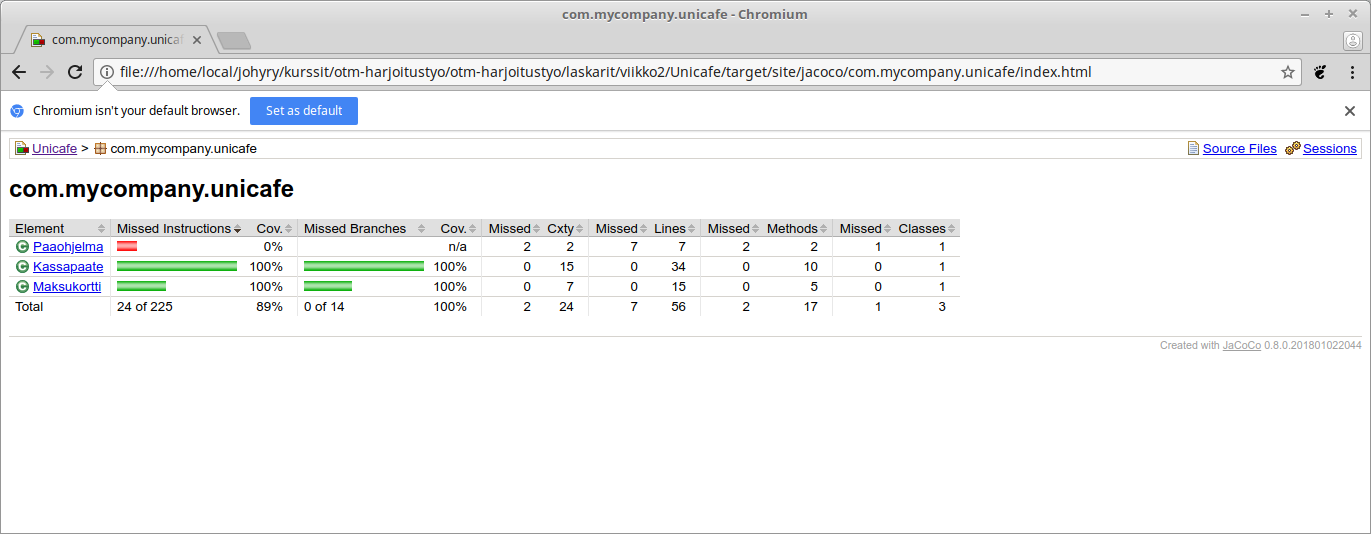 com.mycompany.unicafe - Chromium
com.mycompany.unicaf
file:///home/local/johyry/kurssit/otm-harjoitustyo/otm-harjoitustyo/laskarit/viikko2/Unicafe/target/site/jacoco/com.mycompany.unicafe/index.html
Chromium isn't your default browser. Set as default
Unicafe > com.mycompany.unicafe Source Files Sessions
com.mycompany.unicafe
Element Missed Instructions Cov. Missed Branches Cov. Missed Cxty Missed Lines Missed Methods Missed Classes
C Paaohjelma 0% n/a 2 2 7 7 2 2 1 1
C Kassapaate 100% 100% 0 15 0 34 0 10 0 1
C Maksukortti 100% 100% 0 7 0 15 0 5 0 1
Total 24 of 225 89% 0 of 14 100% 2 24 7 56 2 17 1 3
Created with JaCoCo 0.8.0.201801022044